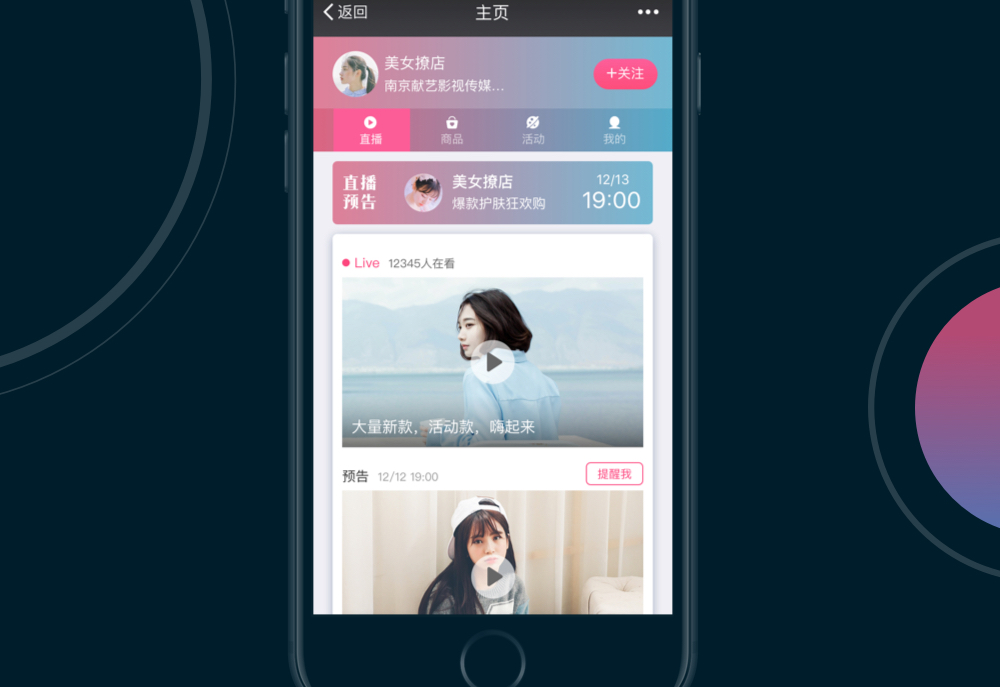 返回
主页
美女撩店
南京献艺影视传媒...
+关注
直播
商品
活动
我的
直播
预告
美女撩店
爆款护肤狂欢购
12/13
19:00
Live 12345人在看
大量新款，活动款，嗨起来
预告 12/12 19:00
提醒我